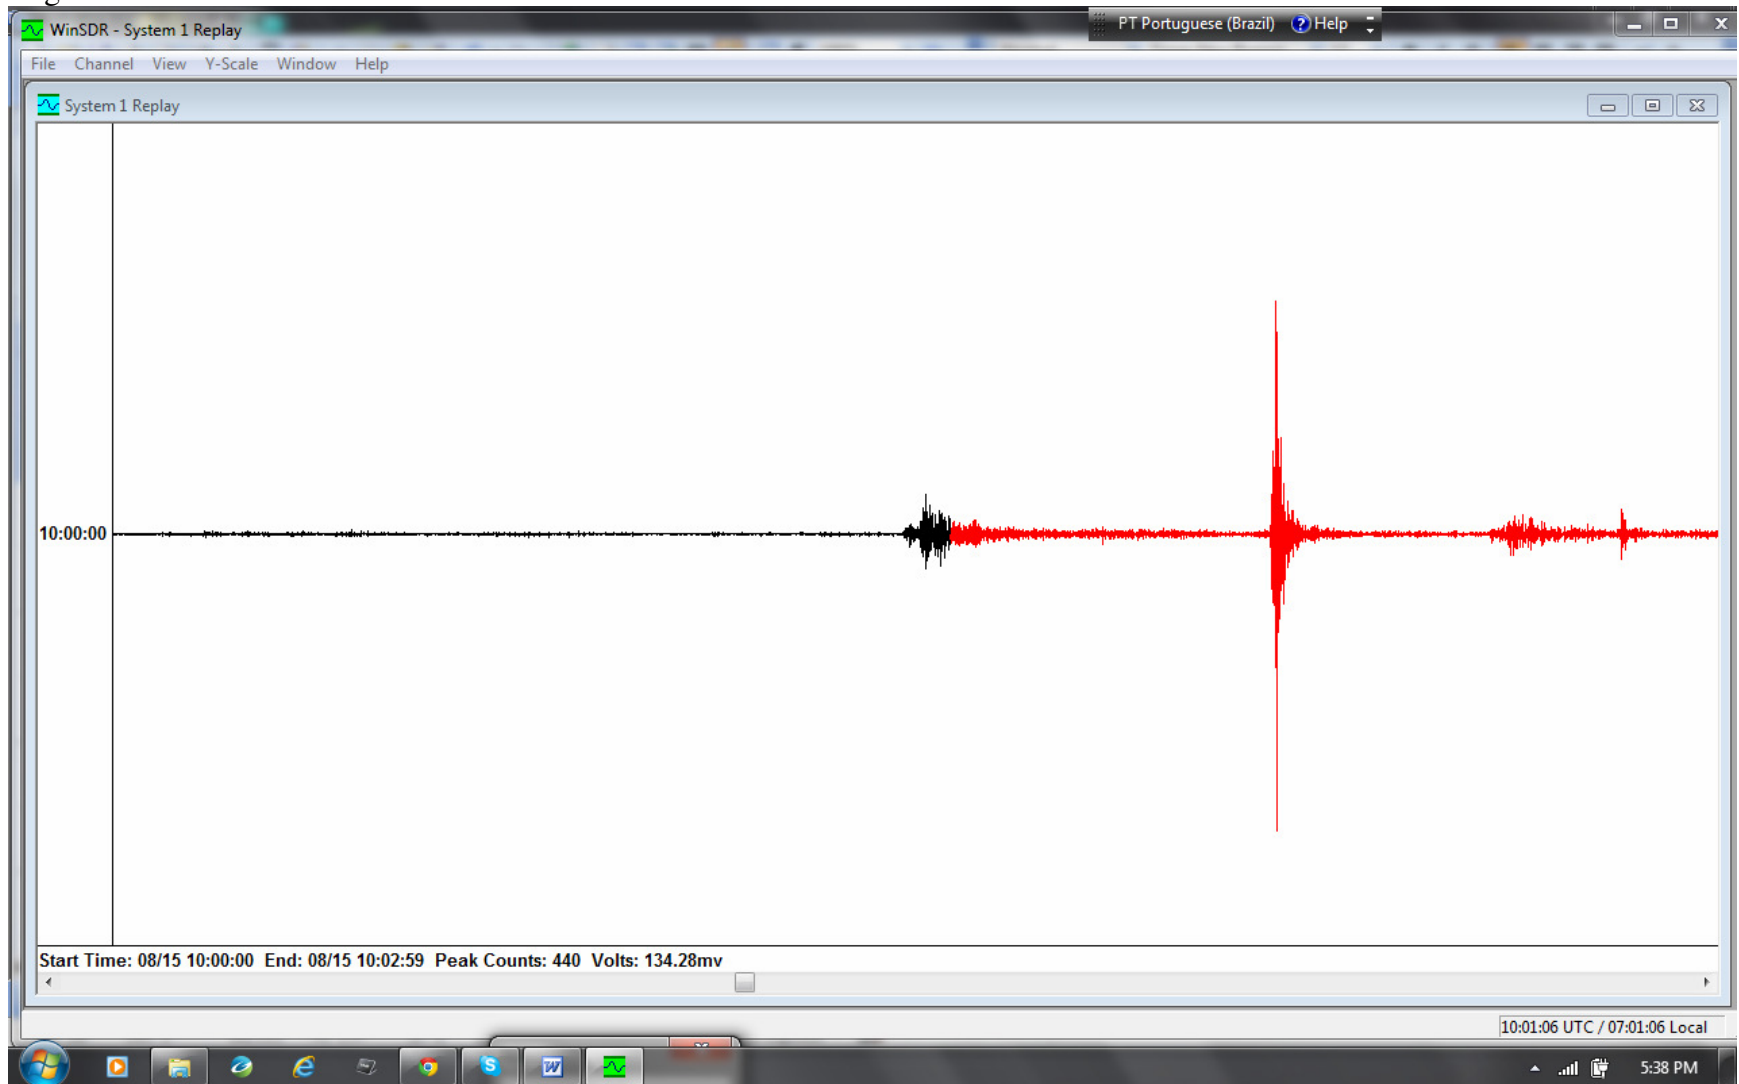 WinSDR - System 1 Replay
PT Portuguese (Brazil) Help
File Channel View Y-Scale Window Help
System 1 Replay
10:00:00
Start Time: 08/15 10:00:00 End: 08/15 10:02:59 Peak Counts: 440 Volts: 134.28mv
10:01:06 UTC / 07:01:06 Local
5:38 PM